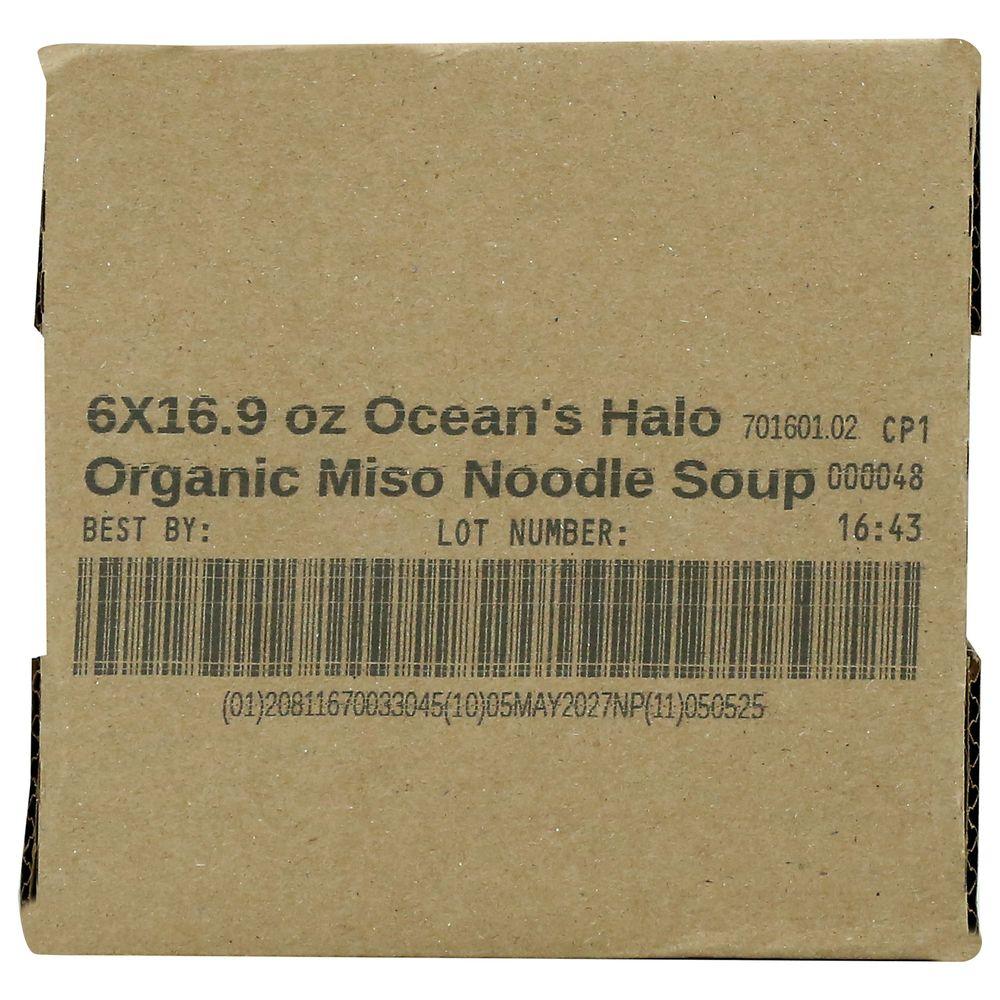 6X16.9 oz Ocean's Halo 701601.02 CP1
Organic Miso Noodle Soup 000048
BEST BY: LOT NUMBER: 16:43
(01)20811670033045(10)05MAY2027NP(11)050525